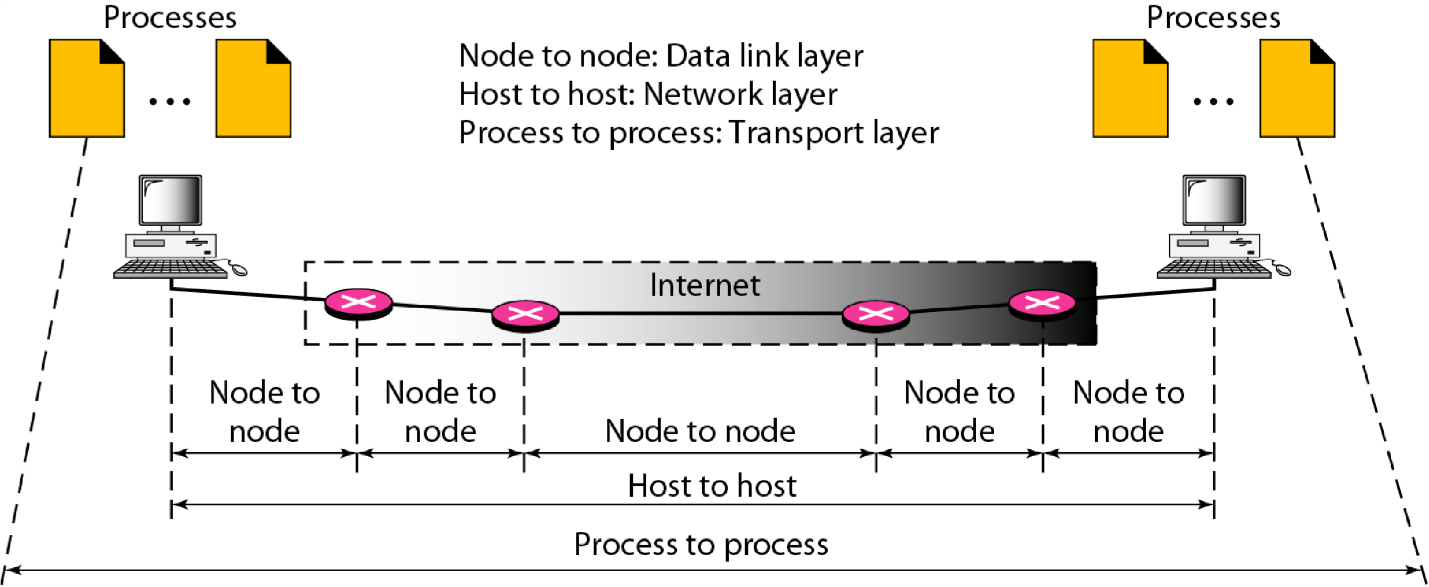 Processes
Processes
Node to node: Data link layer
Host to host: Network layer
Process to process: Transport layer
Internet
Node to
node
Node to
node
Node to node
Node to
node
Node to
node
Host to host
Process to process